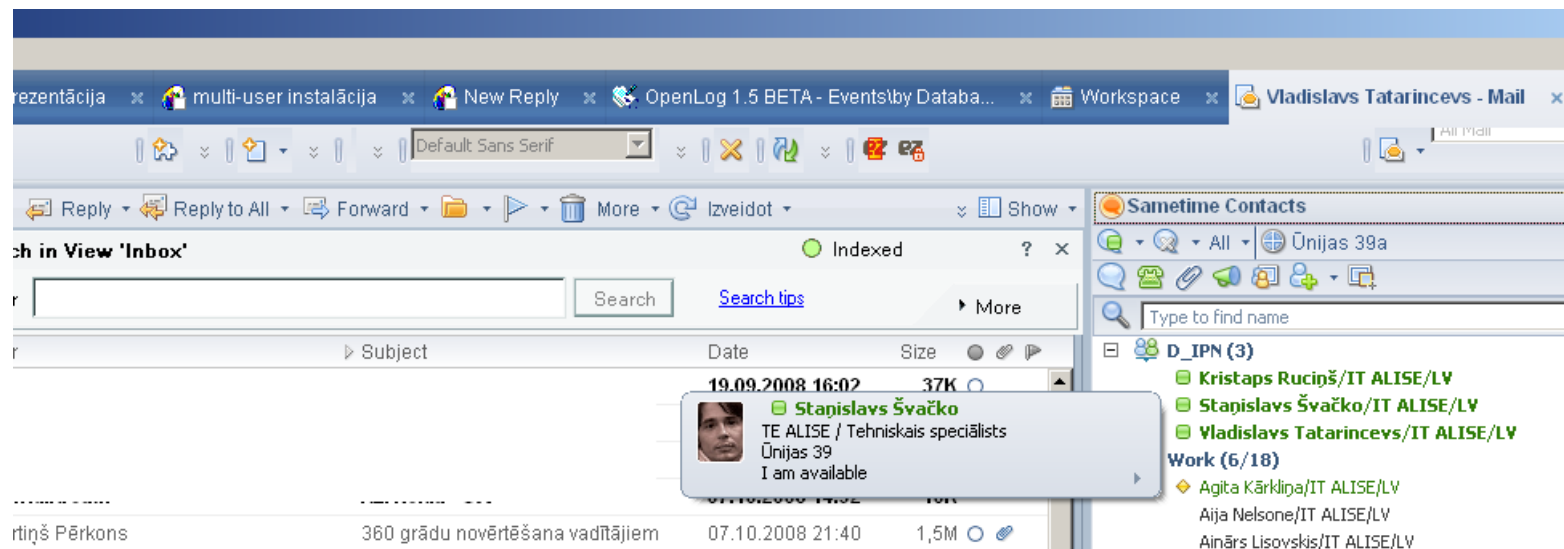 rezentācija multi-user instalācija New Reply OpenLog 1.5 BETA - Events\by Databa... Workspace Vladislavs Tatarincevs - Mail
Default Sans Serif
All Mail
Reply Reply to All Forward More Izveidot Show
Sametime Contacts
ch in View 'Inbox' Indexed ?
All Ūnijas 39a
r Search Search tips More
Type to find name
r Subject Date Size
D_IPN (3)
19.09.2008 16:02 37K
Kristaps Ruciņš/IT ALISE/LV
Staņislavs Švačko
TE ALISE / Tehniskais speciālists
Ūnijas 39
I am available
Staņislavs Švačko/IT ALISE/LV
Vladislavs Tatarincevs/IT ALISE/LV
Work (6/18)
Agita Kārkliņa/IT ALISE/LV
Aija Nelsone/IT ALISE/LV
rtiņš Pērkons 360 grādu novērtēšana vadītājiem 07.10.2008 21:40 1,5M
Ainārs Lisovskis/IT ALISE/LV